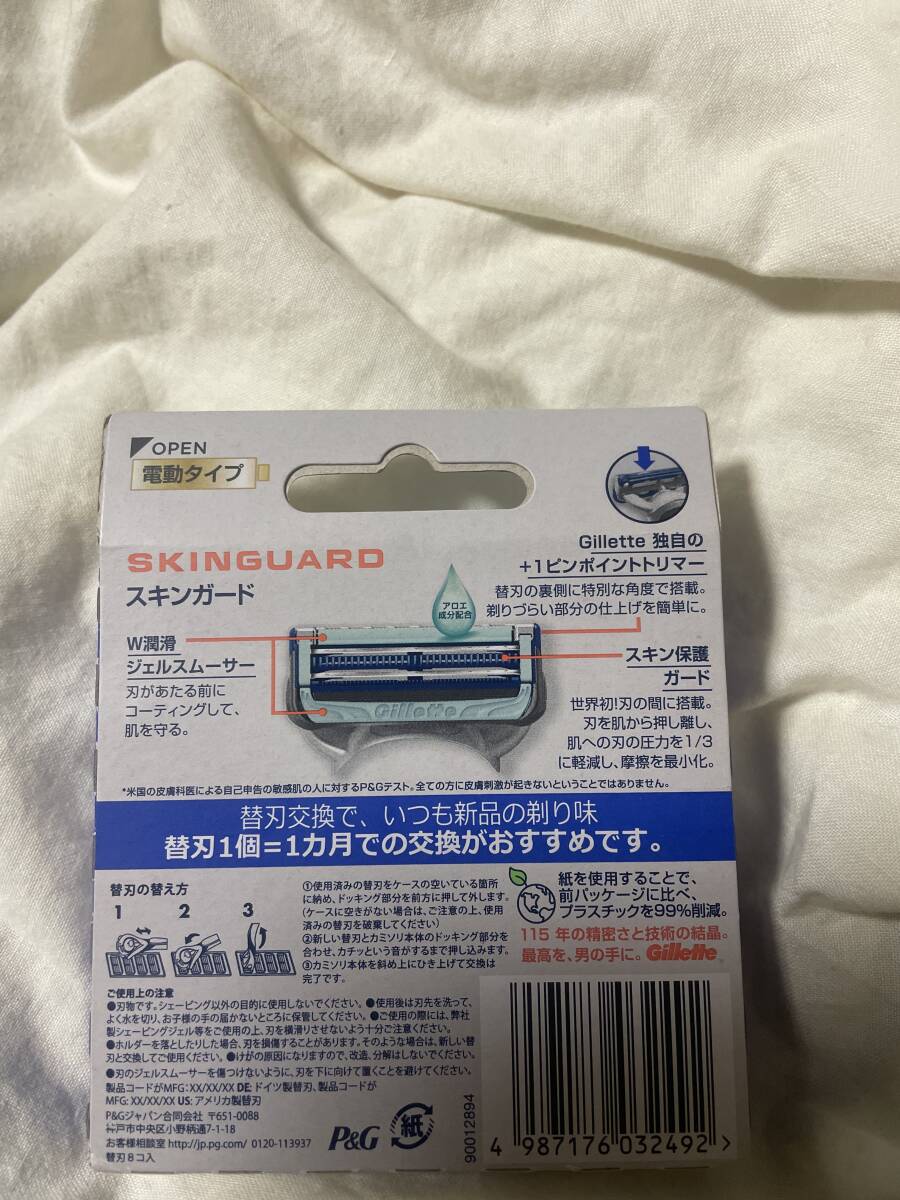 OPEN
電動タイプ
SKINGUARD
スキンガード
アロエ
成分配合
W潤滑
ジェルスムーサー
刃があたる前に
コーティングして、
肌を守る。
Gillette
Gillette 独自の
+1ピンポイントトリマー
替刃の裏側に特別な角度で搭載。
剃りづらい部分の仕上げを簡単に。
スキン保護
ガード
世界初!刃の間に搭載。
刃を肌から押し離し、
肌への刃の圧力を1/3
に軽減し、摩擦を最小化。
*米国の皮膚科医による自己申告の敏感肌の人に対するP&Gテスト。全ての方に皮膚刺激が起きないということではありません。
替刃交換で、いつも新品の剃り味
替刃1個=1カ月での交換がおすすめです。
替刃の替え方
1 2 3
①使用済みの替刃をケースの空いている箇所
に納め、ドッキング部分を前方に押して外します。
(ケースに空きがない場合は、ご注意の上、使用
済みの替刃を破棄してください)
②新しい替刃とカミソリ本体のドッキング部分を
合わせ、カチッという音がするまで押し込みます。
③カミソリ本体を斜め上にひき上げて交換は
完了です。
紙を使用することで、
前パッケージに比べ、
プラスチックを99%削減。
115 年の精密さと技術の結晶。
最高を、男の手に。Gillette
ご使用上の注意
●刃物です。シェービング以外の目的に使用しないでください。●使用後は刃先を洗って、
よく水を切り、お子様の手の届かないところに保管してください。●ご使用の際には、弊社
製シェービングジェル等をご使用の上、刃を横滑りさせないよう十分ご注意ください。
●ホルダーを落としたりした場合、刃を損傷することがあります。そのような場合は、新しい替
刃と交換してご使用ください。●けがの原因になりますので、改造、分解はしないでください。
●刃のジェルスムーサーを傷つけないように、刃を下に向けて置くことを避けてください。
製品コードがMFG:XX/XX/XX DE: ドイツ製替刃、製品コードが
MFG: XX/XX/XX US: アメリカ製替刃
P&Gジャパン合同会社 〒651-0088
神戸市中央区小野柄通7-1-18
お客様相談室 http://jp.pg.com/ 0120-113937
替刃8コ入
P&G
紙
90012894
4 987176 032492 >